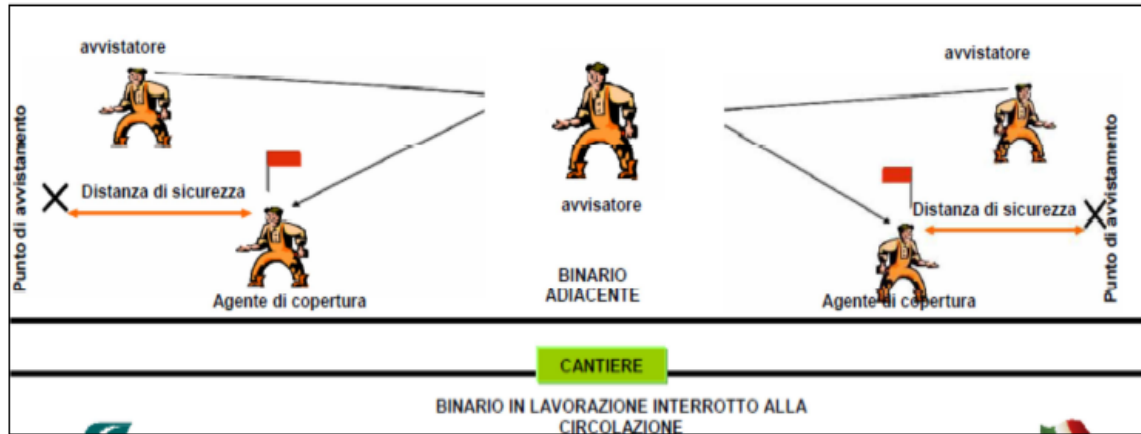 avvistatore
avvistatore
Punto di avvistamento
Distanza di sicurezza
avvisatore
Distanza di sicurezza
Punto di avvistamento
Agente di copertura
BINARIO
ADIACENTE
Agente di copertura
CANTIERE
BINARIO IN LAVORAZIONE INTERROTTO ALLA
CIRCOLAZIONE